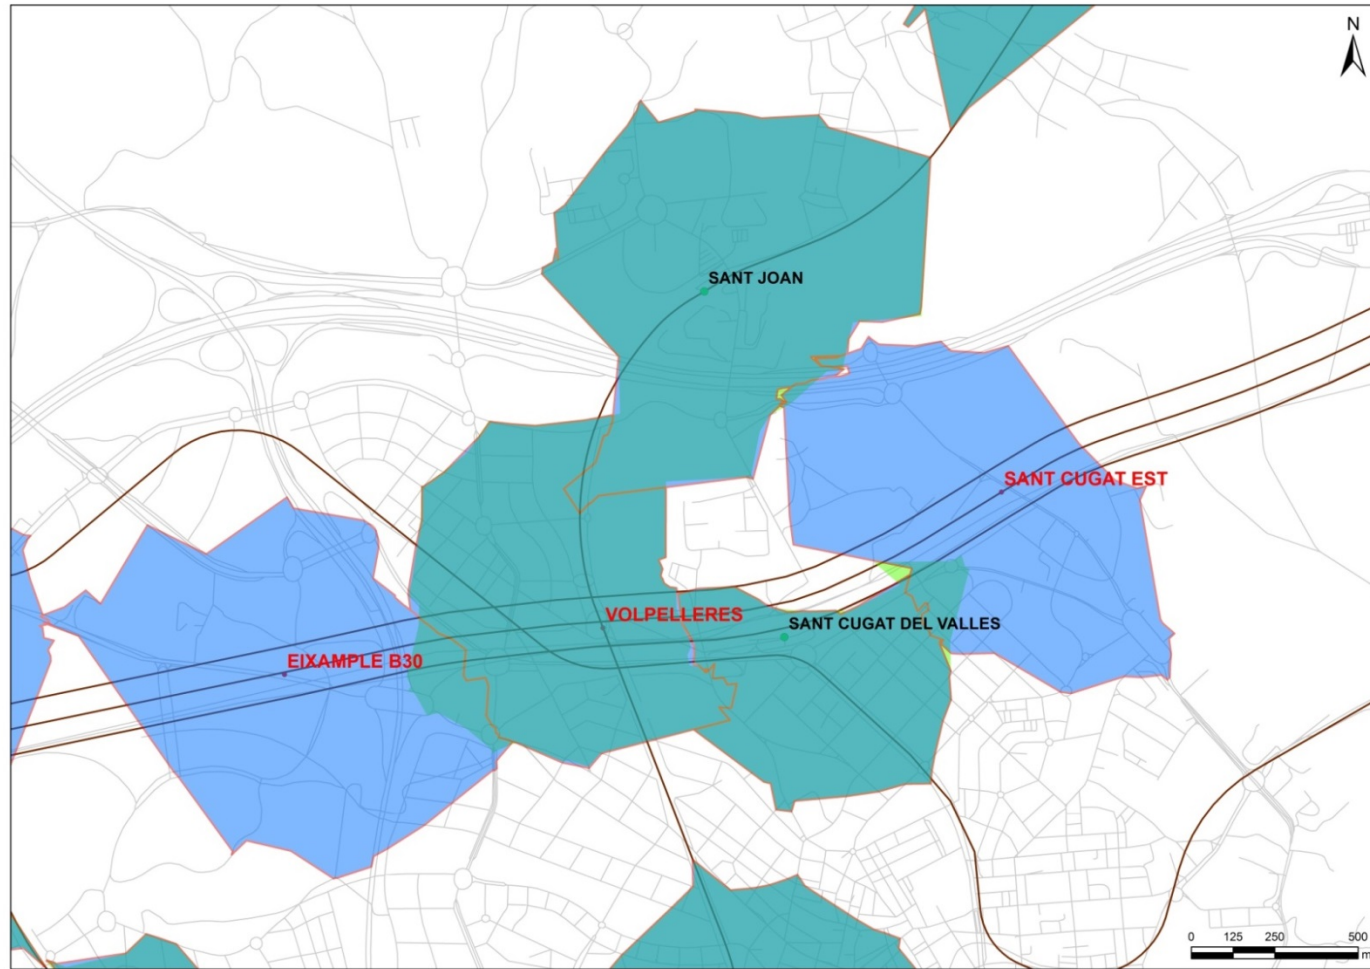 N
SANT JOAN
SANT CUGAT EST
VOLPELLERES
SANT CUGAT DEL VALLES
EIXAMPLE B30
0 125 250 500
m